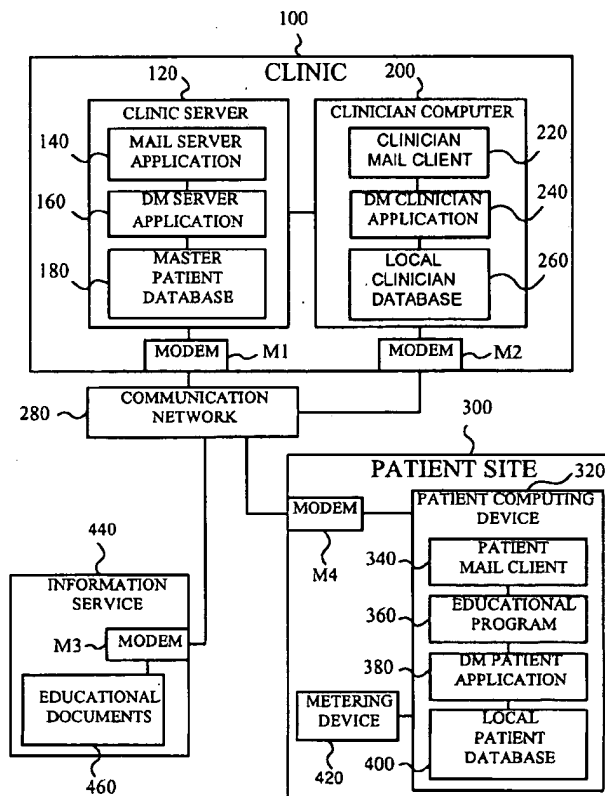 100
CLINIC
120
200
CLINIC SERVER
CLINICIAN COMPUTER
140
MAIL SERVER
APPLICATION
CLINICIAN
MAIL CLIENT
220
160
DM SERVER
APPLICATION
DM CLINICIAN
APPLICATION
240
180
MASTER
PATIENT
DATABASE
LOCAL
CLINICIAN
DATABASE
260
MODEM
M1
MODEM
M2
280
COMMUNICATION
NETWORK
300
PATIENT SITE
320
MODEM
M4
PATIENT COMPUTING
DEVICE
340
PATIENT
MAIL CLIENT
360
EDUCATIONAL
PROGRAM
380
DM PATIENT
APPLICATION
METERING
DEVICE
420
400
LOCAL
PATIENT
DATABASE
440
INFORMATION
SERVICE
M3
MODEM
EDUCATIONAL
DOCUMENTS
460